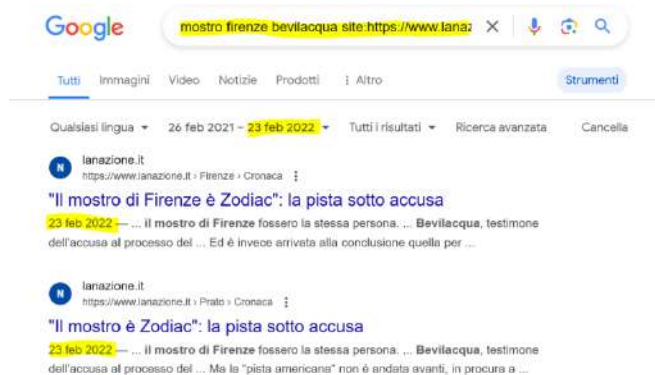 Google
mostro firenze bevilacqua site:https://www.lanaz
Tutti Immagini Video Notizie Prodotti Altro Strumenti
Qualsiasi lingua 26 feb 2021 – 23 feb 2022 Tutti i risultati Ricerca avanzata Cancella
N lanazione.it
https://www.lanazione.it › Firenze › Cronaca
"Il mostro di Firenze è Zodiac": la pista sotto accusa
23 feb 2022 — ... il mostro di Firenze fossero la stessa persona. ... Bevilacqua, testimone
dell'accusa al processo del ... Ed è invece arrivata alla conclusione quella per ...
N lanazione.it
https://www.lanazione.it › Prato › Cronaca
"Il mostro è Zodiac": la pista sotto accusa
23 feb 2022 — ... il mostro di Firenze fossero la stessa persona. ... Bevilacqua, testimone
dell'accusa al processo del ... Ma la "pista americana" non è andata avanti, in procura a ...